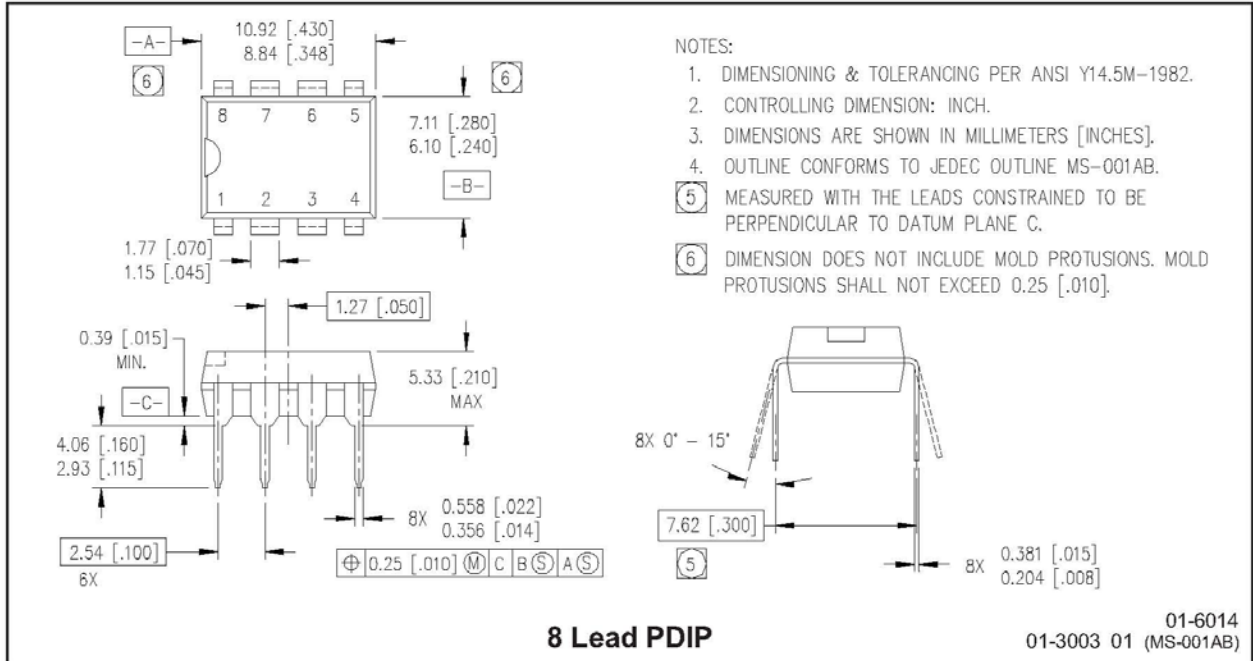 -A-
10.92 [.430]
8.84 [.348]
6
6
8 7 6 5
1 2 3 4
7.11 [.280]
6.10 [.240]
-B-
1.77 [.070]
1.15 [.045]
NOTES:
1. DIMENSIONING & TOLERANCING PER ANSI Y14.5M-1982.
2. CONTROLLING DIMENSION: INCH.
3. DIMENSIONS ARE SHOWN IN MILLIMETERS [INCHES].
4. OUTLINE CONFORMS TO JEDEC OUTLINE MS-001AB.
5 MEASURED WITH THE LEADS CONSTRAINED TO BE
PERPENDICULAR TO DATUM PLANE C.
6 DIMENSION DOES NOT INCLUDE MOLD PROTUSIONS. MOLD
PROTUSIONS SHALL NOT EXCEED 0.25 [.010].
1.27 [.050]
0.39 [.015]
MIN.
-C-
5.33 [.210]
MAX
4.06 [.160]
2.93 [.115]
8X 0.558 [.022]
0.356 [.014]
2.54 [.100]
6X
⌖ 0.25 [.010] Ⓜ C B Ⓢ A Ⓢ
8X 0° - 15°
7.62 [.300]
5
8X 0.381 [.015]
0.204 [.008]
8 Lead PDIP
01-6014
01-3003 01 (MS-001AB)